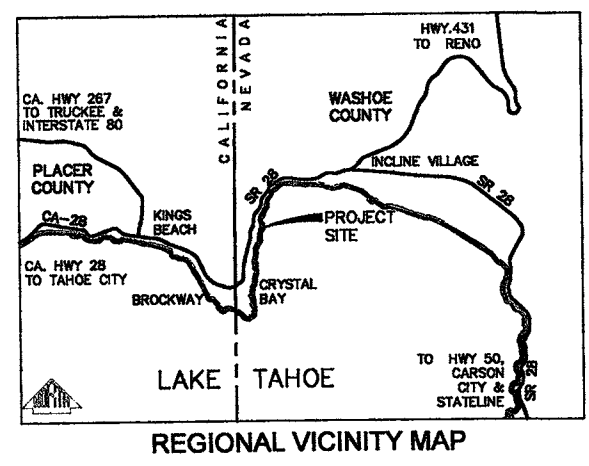 CALIFORNIA
NEVADA
HWY.431
TO RENO
CA. HWY 267
TO TRUCKEE &
INTERSTATE 80
WASHOE
COUNTY
PLACER
COUNTY
INCLINE VILLAGE
SR 28
SR 28
CA-28
KINGS
BEACH
PROJECT
SITE
CA. HWY 28
TO TAHOE CITY
BROCKWAY
CRYSTAL
BAY
LAKE TAHOE
TO HWY 50,
CARSON
CITY &
STATELINE
SR 28
REGIONAL VICINITY MAP